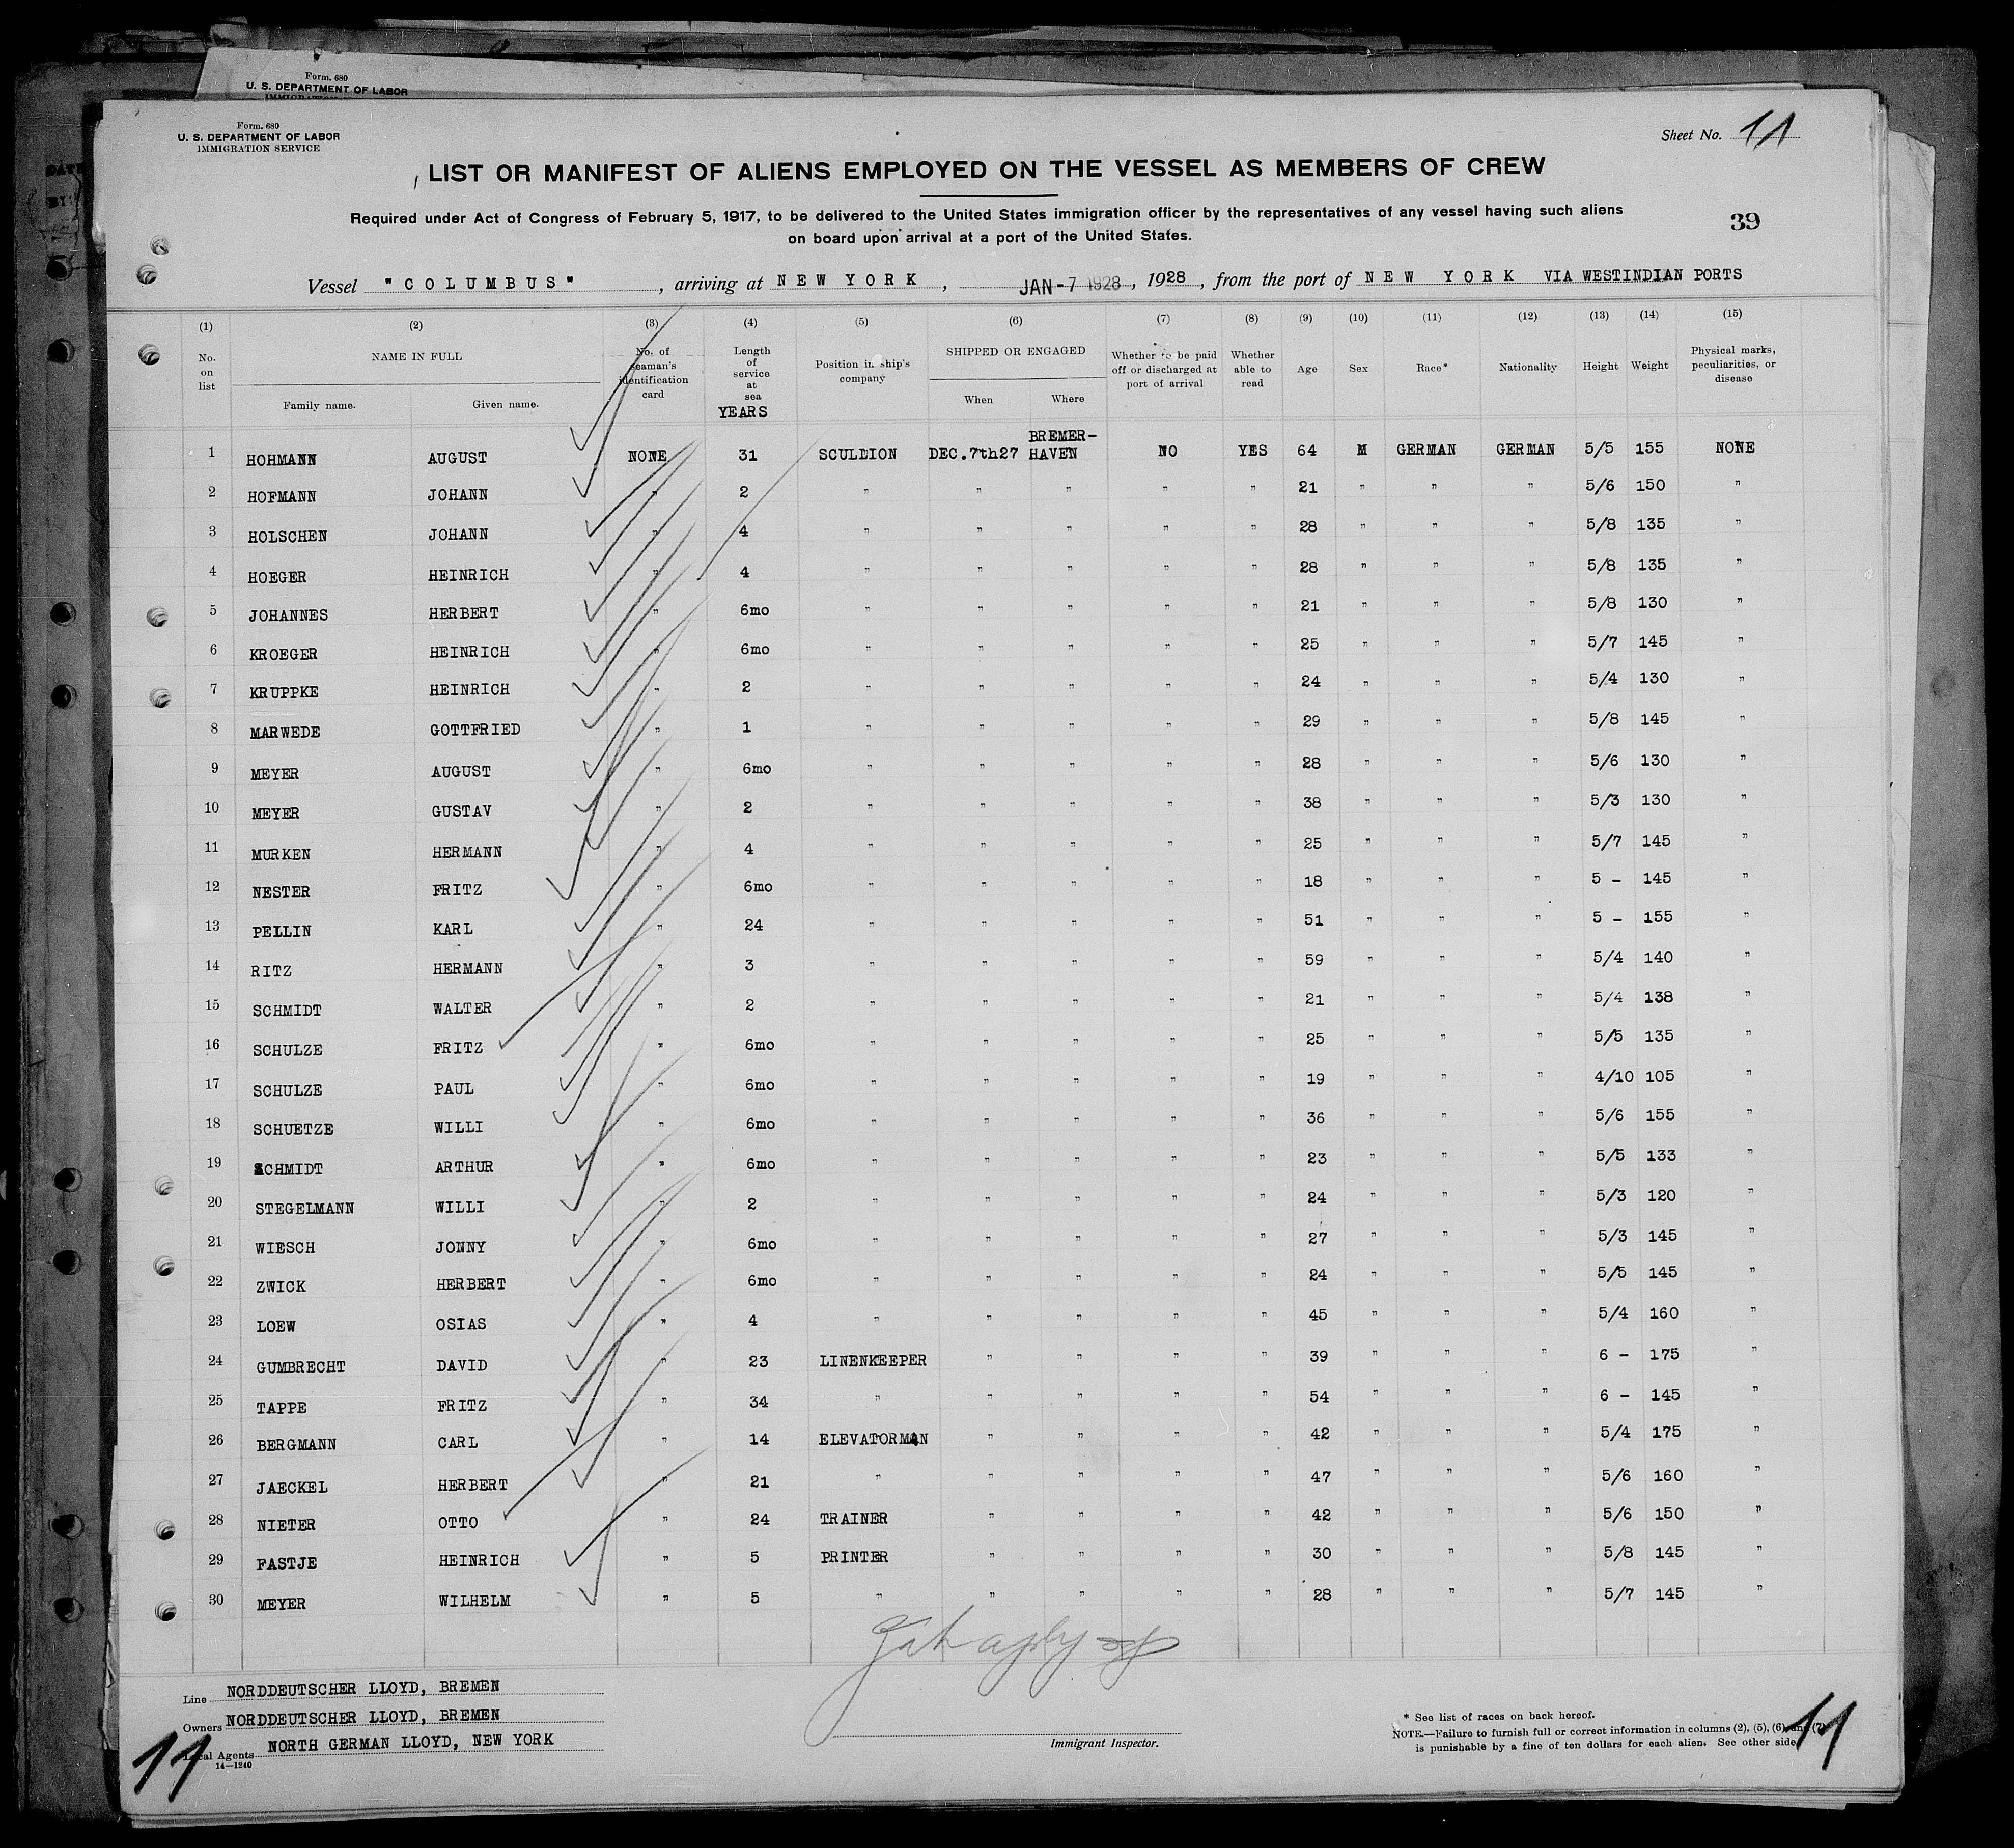 Form. 680
U. S. DEPARTMENT OF LABOR
Form. 680
U. S. DEPARTMENT OF LABOR
IMMIGRATION SERVICE
Sheet No. 11
LIST OR MANIFEST OF ALIENS EMPLOYED ON THE VESSEL AS MEMBERS OF CREW
Required under Act of Congress of February 5, 1917, to be delivered to the United States immigration officer by the representatives of any vessel having such aliens
on board upon arrival at a port of the United States.
39
Vessel "COLUMBUS", arriving at NEW YORK, JAN-7 1928, 1928, from the port of NEW YORK VIA WESTINDIAN PORTS
(1) (2) (3) (4) (5) (6) (7) (8) (9) (10) (11) (12) (13) (14) (15)
No. on list NAME IN FULL Family name. Given name. No. of seaman's identification card Length of service at sea YEARS Position in ship's company SHIPPED OR ENGAGED When Where Whether to be paid off or discharged at port of arrival Whether able to read Age Sex Race* Nationality Height Weight Physical marks, peculiarities, or disease
1 HOHMANN AUGUST NONE 31 SCULLION DEC.7th27 BREMER-HAVEN NO YES 64 M GERMAN GERMAN 5/5 155 NONE
2 HOFMANN JOHANN " 2 " " " " " 21 " " " 5/6 150 "
3 HOLSCHEN JOHANN " 4 " " " " " 28 " " " 5/8 135 "
4 HOEGER HEINRICH " 4 " " " " " 28 " " " 5/8 135 "
5 JOHANNES HERBERT " 6mo " " " " " 21 " " " 5/8 130 "
6 KROEGER HEINRICH " 6mo " " " " " 25 " " " 5/7 145 "
7 KRUPPKE HEINRICH " 2 " " " " " 24 " " " 5/4 130 "
8 MARWEDE GOTTFRIED " 1 " " " " " 29 " " " 5/8 145 "
9 MEYER AUGUST " 6mo " " " " " 28 " " " 5/6 130 "
10 MEYER GUSTAV " 2 " " " " " 38 " " " 5/3 130 "
11 MURKEN HERMANN " 4 " " " " " 25 " " " 5/7 145 "
12 NESTER FRITZ " 6mo " " " " " 18 " " " 5 - 145 "
13 PELLIN KARL " 24 " " " " " 51 " " " 5 - 155 "
14 RITZ HERMANN " 3 " " " " " 59 " " " 5/4 140 "
15 SCHMIDT WALTER " 2 " " " " " 21 " " " 5/4 138 "
16 SCHULZE FRITZ " 6mo " " " " " 25 " " " 5/5 135 "
17 SCHULZE PAUL " 6mo " " " " " 19 " " " 4/10 105 "
18 SCHUETZE WILLI " 6mo " " " " " 36 " " " 5/6 155 "
19 SCHMIDT ARTHUR " 6mo " " " " " 23 " " " 5/5 133 "
20 STEGELMANN WILLI " 2 " " " " " 24 " " " 5/3 120 "
21 WIESCH JONNY " 6mo " " " " " 27 " " " 5/3 145 "
22 ZWICK HERBERT " 6mo " " " " " 24 " " " 5/5 145 "
23 LOEW OSIAS " 4 " " " " " 45 " " " 5/4 160 "
24 GUMBRECHT DAVID " 23 LINENKEEPER " " " " 39 " " " 6 - 175 "
25 TAPPE FRITZ " 34 " " " " " 54 " " " 6 - 145 "
26 BERGMANN CARL " 14 ELEVATORMAN " " " " 42 " " " 5/4 175 "
27 JAECKEL HERBERT " 21 " " " " " 47 " " " 5/6 160 "
28 NIETER OTTO " 24 TRAINER " " " " 42 " " " 5/6 150 "
29 FASTJE HEINRICH " 5 PRINTER " " " " 30 " " " 5/8 145 "
30 MEYER WILHELM " 5 " " " " " 28 " " " 5/7 145 "
Line NORDDEUTSCHER LLOYD, BREMEN
Owners NORDDEUTSCHER LLOYD, BREMEN
Local Agents NORTH GERMAN LLOYD, NEW YORK
14—1240
11
Immigrant Inspector.
* See list of races on back hereof.
NOTE.—Failure to furnish full or correct information in columns (2), (5), (6), and (7)
is punishable by a fine of ten dollars for each alien. See other side.
11